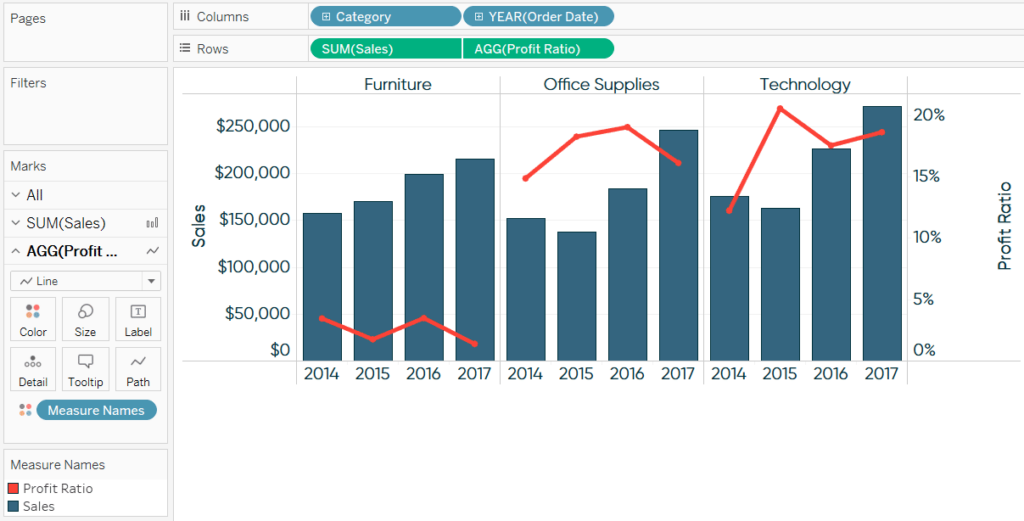 Pages
Columns
Category
YEAR(Order Date)
Rows
SUM(Sales)
AGG(Profit Ratio)
Filters
Marks
All
SUM(Sales)
AGG(Profit ...
Line
Color
Size
Label
Detail
Tooltip
Path
Measure Names
Measure Names
Profit Ratio
Sales
Furniture
Office Supplies
Technology
Sales
$250,000
$200,000
$150,000
$100,000
$50,000
$0
20%
15%
10%
5%
0%
Profit Ratio
2014 2015 2016 2017 2014 2015 2016 2017 2014 2015 2016 2017